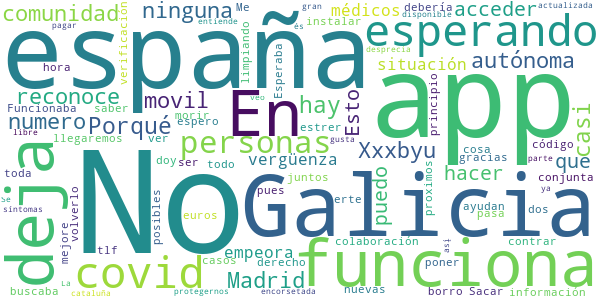 comunidad
ninguna
Me
gran
médicos
acceder
actualizada
pagar
entiende
disponible
instalar
debería
españa
verificación
limpiando
Esperaba
esperando
es
desprecia
hora
veo
situación
autónoma
reconoce
movil
En
hay
Esto
app
principio
casi
Funcionaba
saber
morir
espero
estrer
gusta
código
numero
Porqué
personas
libre
llegaremos
ver
Xxxbyu
cosa
gracias
parte
que
deja
No
doy
ser
todo
vergüenza
puedo
hacer
conjunta
toda
volverlo
posibles
pues
juntos
proximos
ya
Se
síntomas
Galicia
erte
ayudan
dos
pasa
mejore
tlf
euros
empeora
colaboración
contrar
así
covid
casos
derecho
funciona
La
buscaba
Madrid
poner
cataluña
protegernos
encorsetada
nuevas
borro
Sacar
información